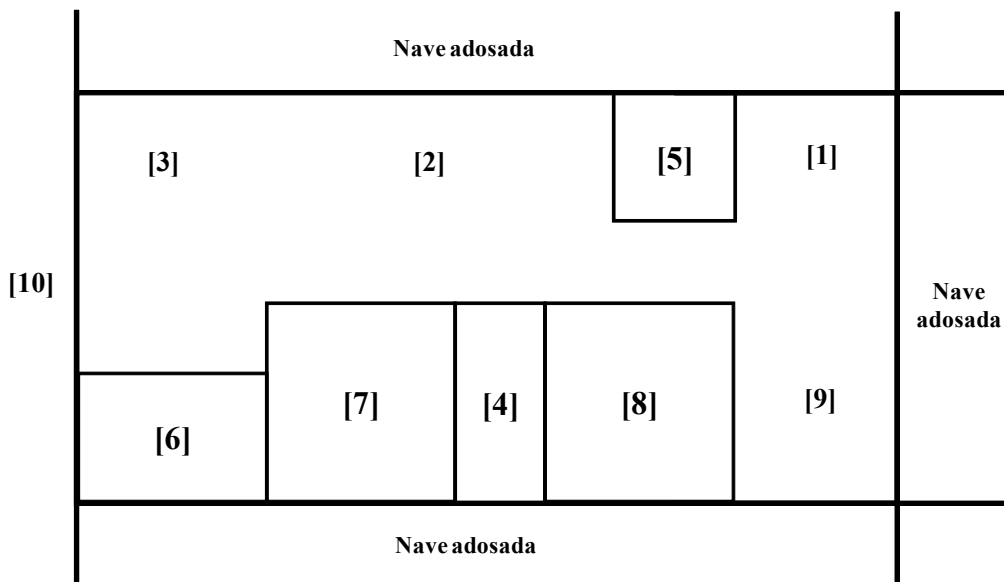 Nave adosada
[3]
[2]
[5]
[1]
[10]
Nave
adosada
[7]
[4]
[8]
[9]
[6]
Nave adosada